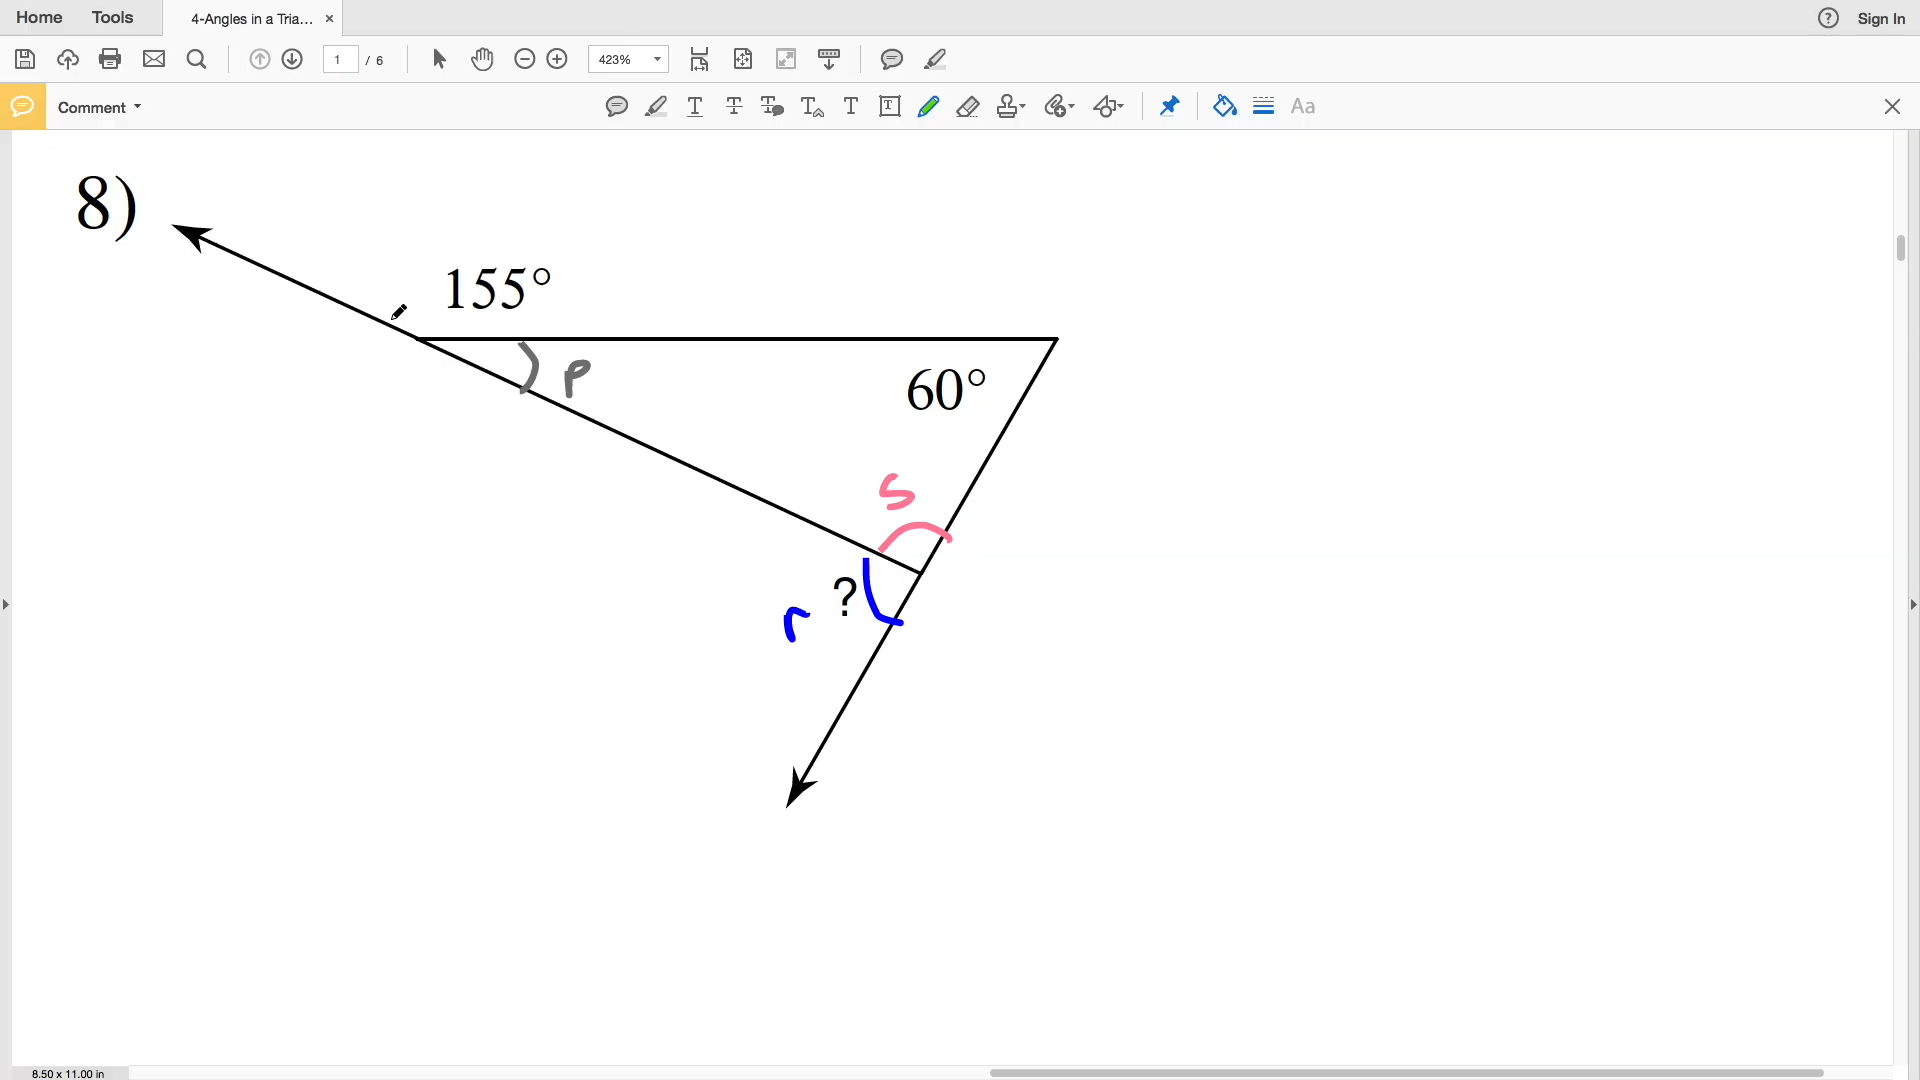 Home Tools 4-Angles in a Tria... × ? Sign In
1 / 6 423%
Comment T T T T T T Aa
8)
155°
p
60°
s
?
r
8.50 x 11.00 in